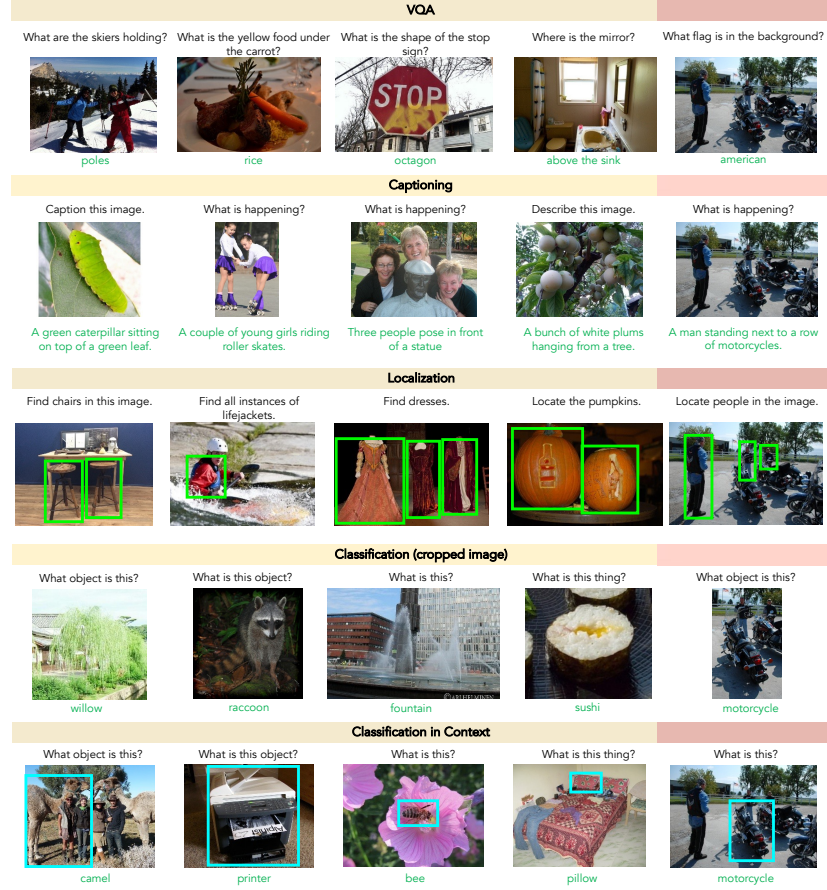 VQA
What are the skiers holding?
What is the yellow food under
the carrot?
What is the shape of the stop
sign?
Where is the mirror?
What flag is in the background?
STOP
ART
poles
rice
octagon
above the sink
american
Captioning
Caption this image.
What is happening?
What is happening?
Describe this image.
What is happening?
A green caterpillar sitting
on top of a green leaf.
A couple of young girls riding
roller skates.
Three people pose in front
of a statue
A bunch of white plums
hanging from a tree.
A man standing next to a row
of motorcycles.
Localization
Find chairs in this image.
Find all instances of
lifejackets.
Find dresses.
Locate the pumpkins.
Locate people in the image.
Classification (cropped image)
What object is this?
What is this object?
What is this?
What is this thing?
What object is this?
© ARI HELMINEN
willow
raccoon
fountain
sushi
motorcycle
Classification in Context
What object is this?
What is this object?
What is this?
What is this thing?
What is this?
camel
printer
bee
pillow
motorcycle